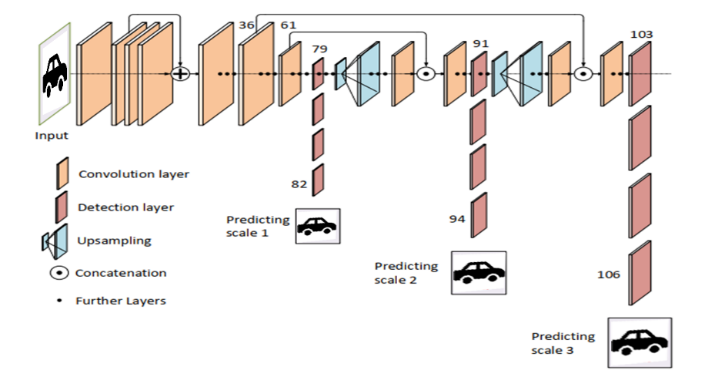 36
61
103
79
91
Input
Convolution layer
82
Detection layer
Predicting
scale 1
94
Upsampling
Concatenation
Predicting
scale 2
106
Further Layers
Predicting
scale 3